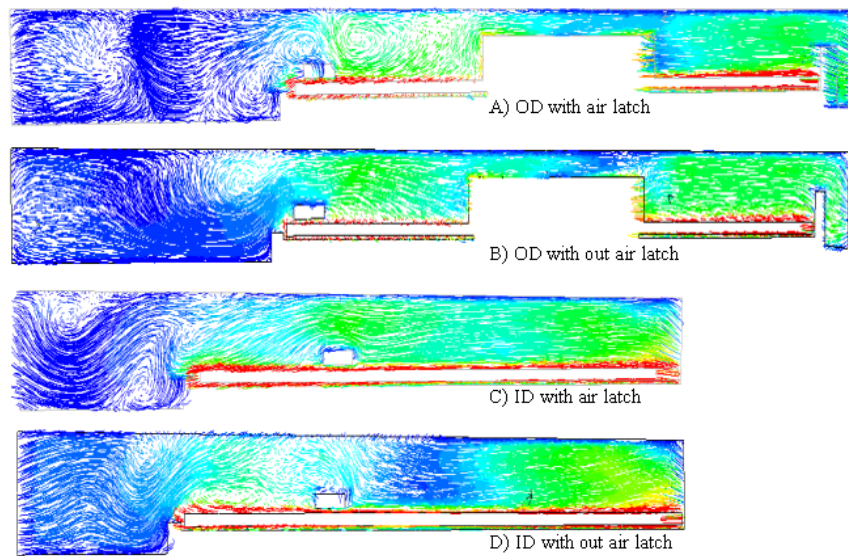 A) OD with air latch
B) OD with out air latch
C) ID with air latch
D) ID with out air latch